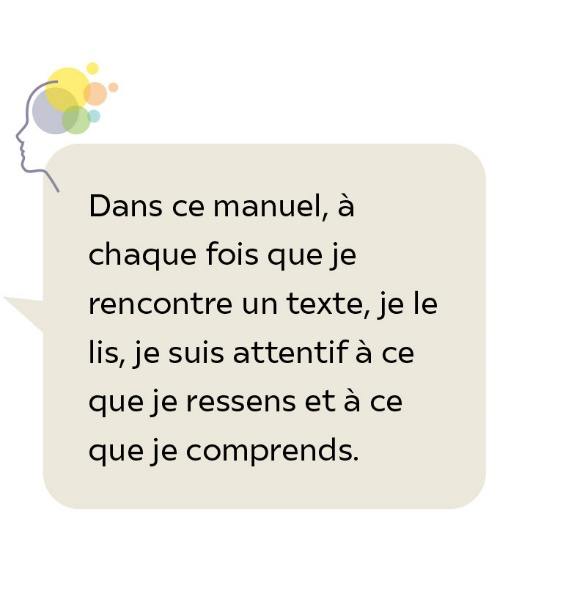 Dans ce manuel, à
chaque fois que je
rencontre un texte, je le
lis, je suis attentif à ce
que je ressens et à ce
que je comprends.